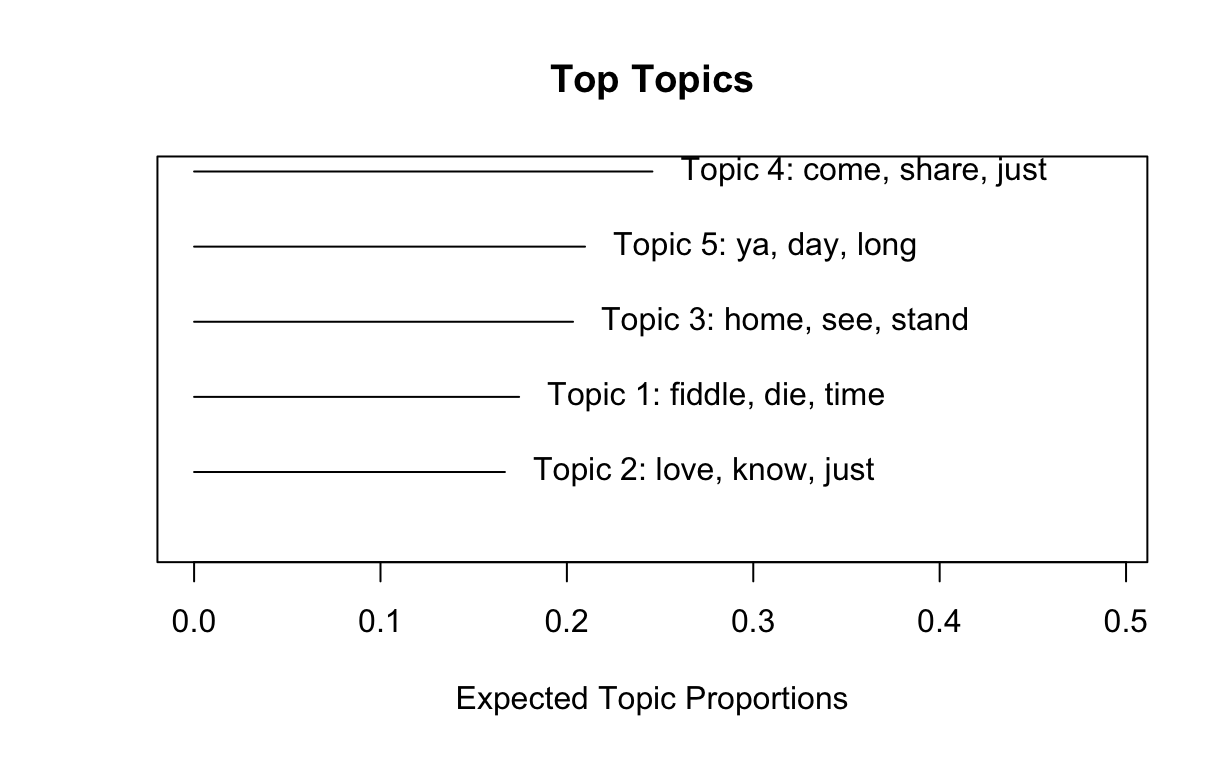 Top Topics
Topic 4: come, share, just
Topic 5: ya, day, long
Topic 3: home, see, stand
Topic 1: fiddle, die, time
Topic 2: love, know, just
0.0 0.1 0.2 0.3 0.4 0.5
Expected Topic Proportions